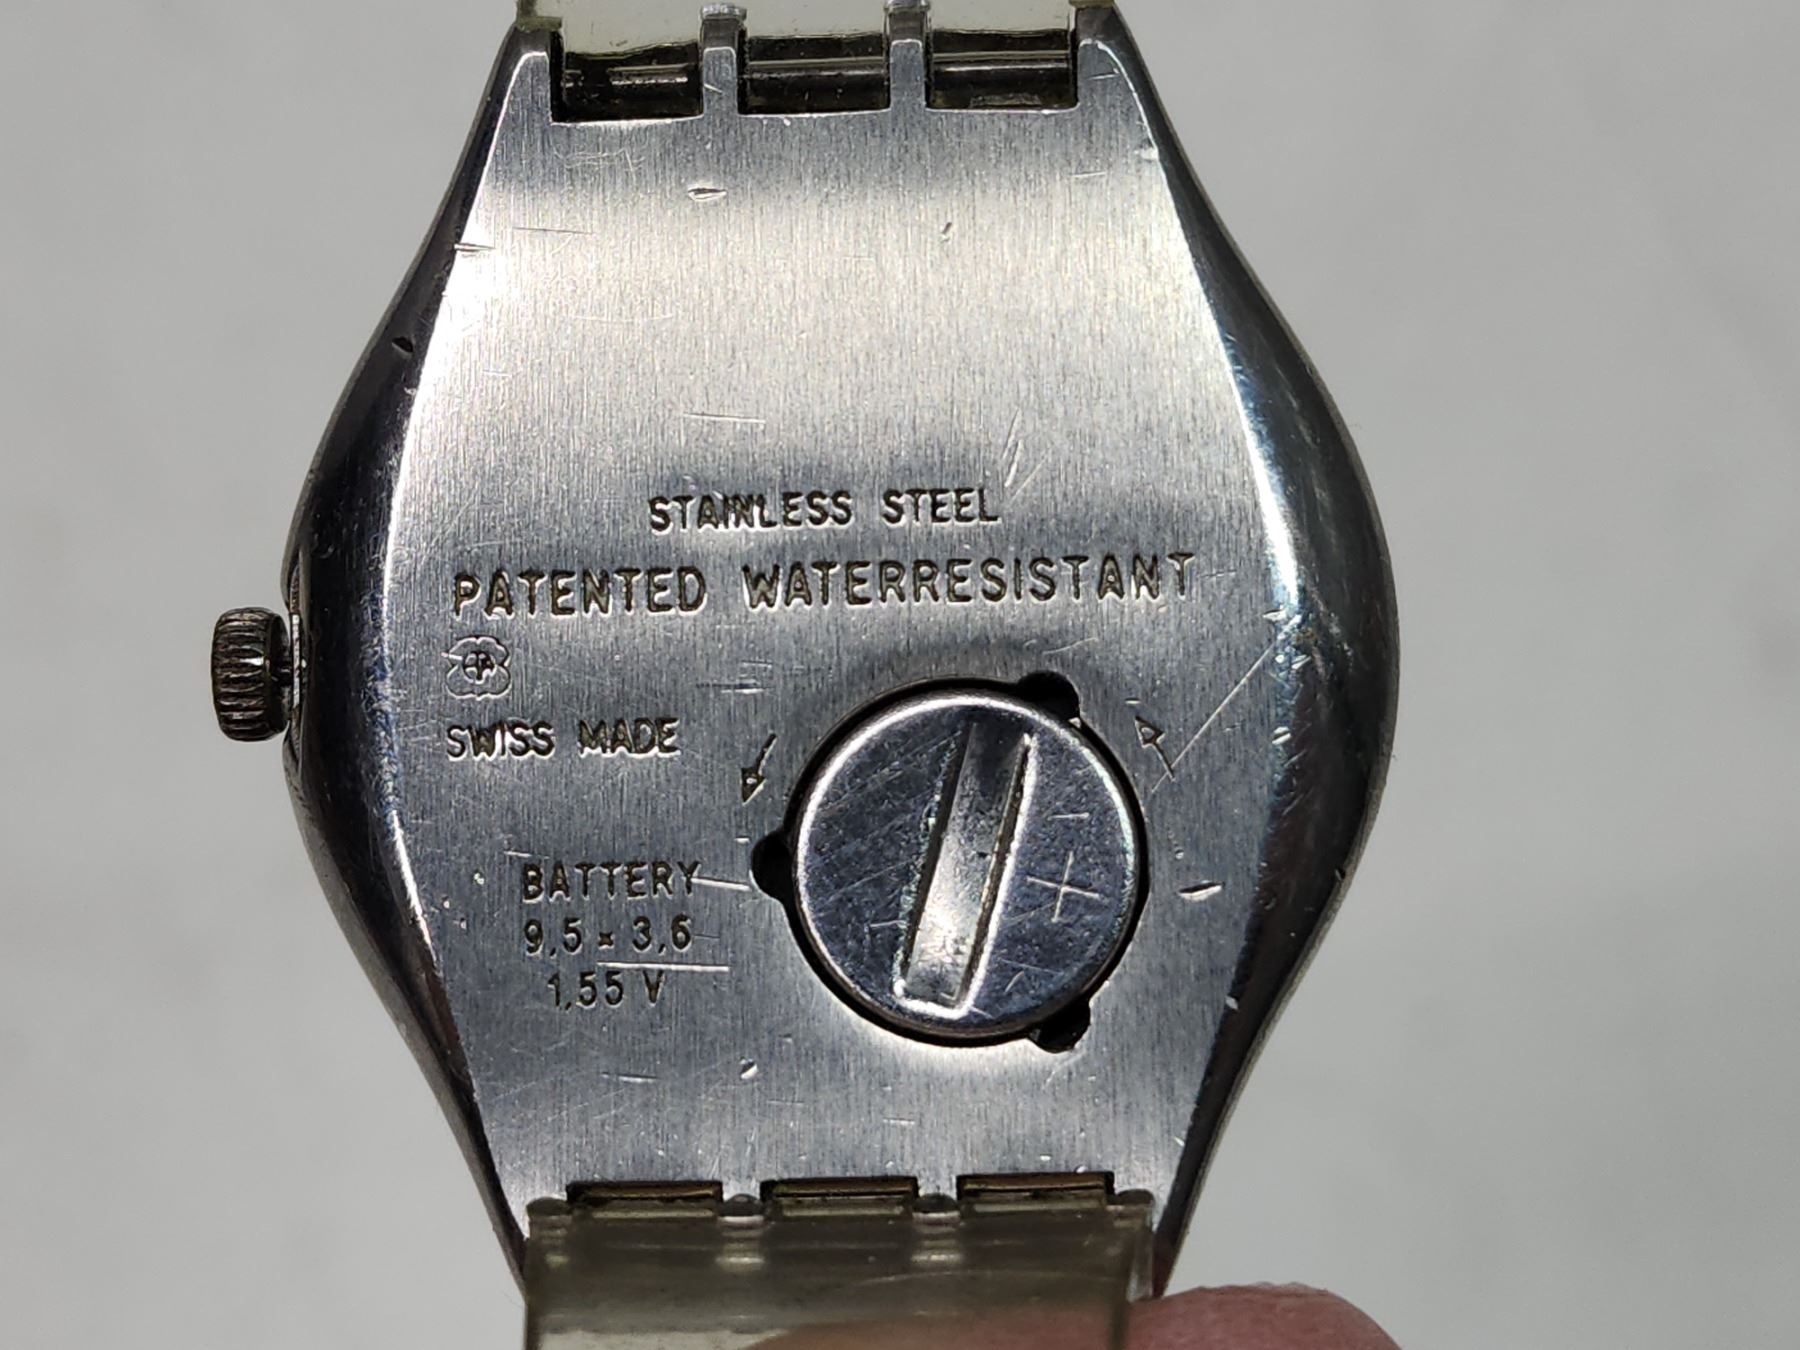 STAINLESS STEEL
PATENTED WATERRESISTANT
SWISS MADE
BATTERY
9,5 x 3,6
1,55 V
+